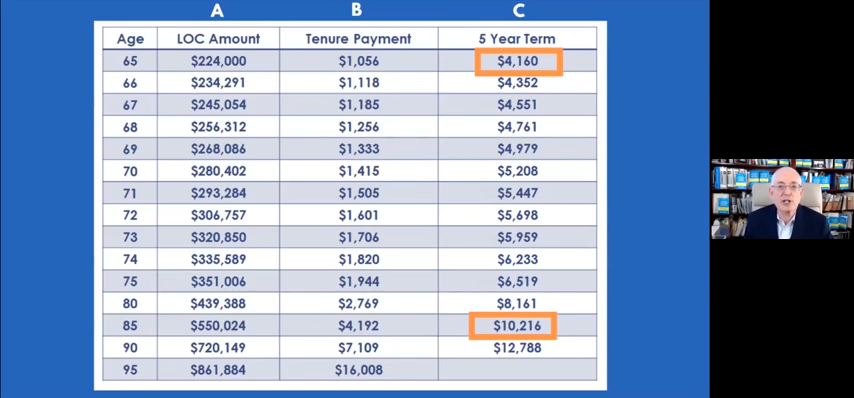 A B C
Age LOC Amount Tenure Payment 5 Year Term
65 $224,000 $1,056 $4,160
66 $234,291 $1,118 $4,352
67 $245,054 $1,185 $4,551
68 $256,312 $1,256 $4,761
69 $268,086 $1,333 $4,979
70 $280,402 $1,415 $5,208
71 $293,284 $1,505 $5,447
72 $306,757 $1,601 $5,698
73 $320,850 $1,706 $5,959
74 $335,589 $1,820 $6,233
75 $351,006 $1,944 $6,519
80 $439,388 $2,769 $8,161
85 $550,024 $4,192 $10,216
90 $720,149 $7,109 $12,788
95 $861,884 $16,008